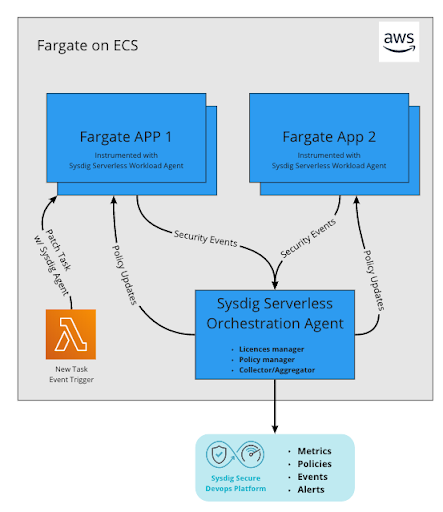 Fargate on ECS
aws
Fargate APP 1
Instrumented with
Sysdig Serverless Workload Agent
Fargate App 2
Instrumented with
Sysdig Serverless Workload Agent
Patch Task
w/ Sysdig Agent
Policy Updates
Security Events
Security Events
Policy Updates
New Task
Event Trigger
Sysdig Serverless
Orchestration Agent
• Licences manager
• Policy manager
• Collector/Aggregator
Sysdig Secure
Devops Platform
• Metrics
• Policies
• Events
• Alerts